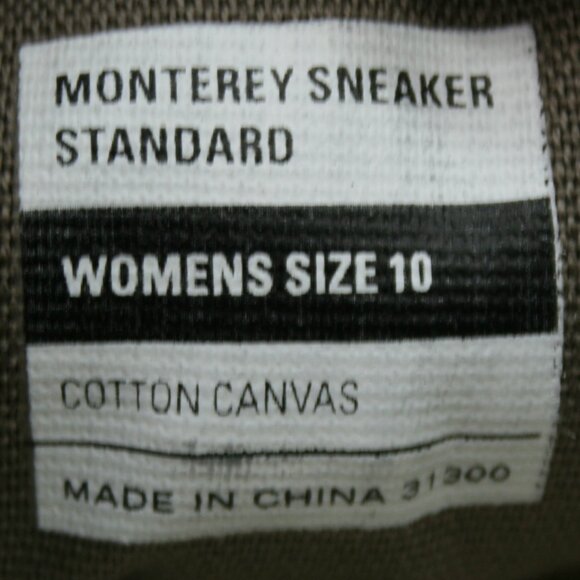 MONTEREY SNEAKER
STANDARD
WOMENS SIZE 10
COTTON CANVAS
MADE IN CHINA 31300